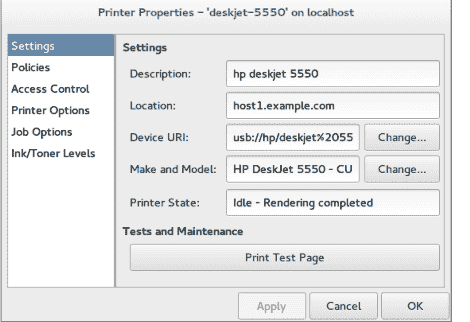 Printer Properties - 'deskjet-5550' on localhost
Settings
Policies
Access Control
Printer Options
Job Options
Ink/Toner Levels
Settings
Description: hp deskjet 5550
Location: host1.example.com
Device URI: usb://hp/deskjet%2055 Change...
Make and Model: HP DeskJet 5550 - CU Change...
Printer State: Idle - Rendering completed
Tests and Maintenance
Print Test Page
Apply Cancel OK